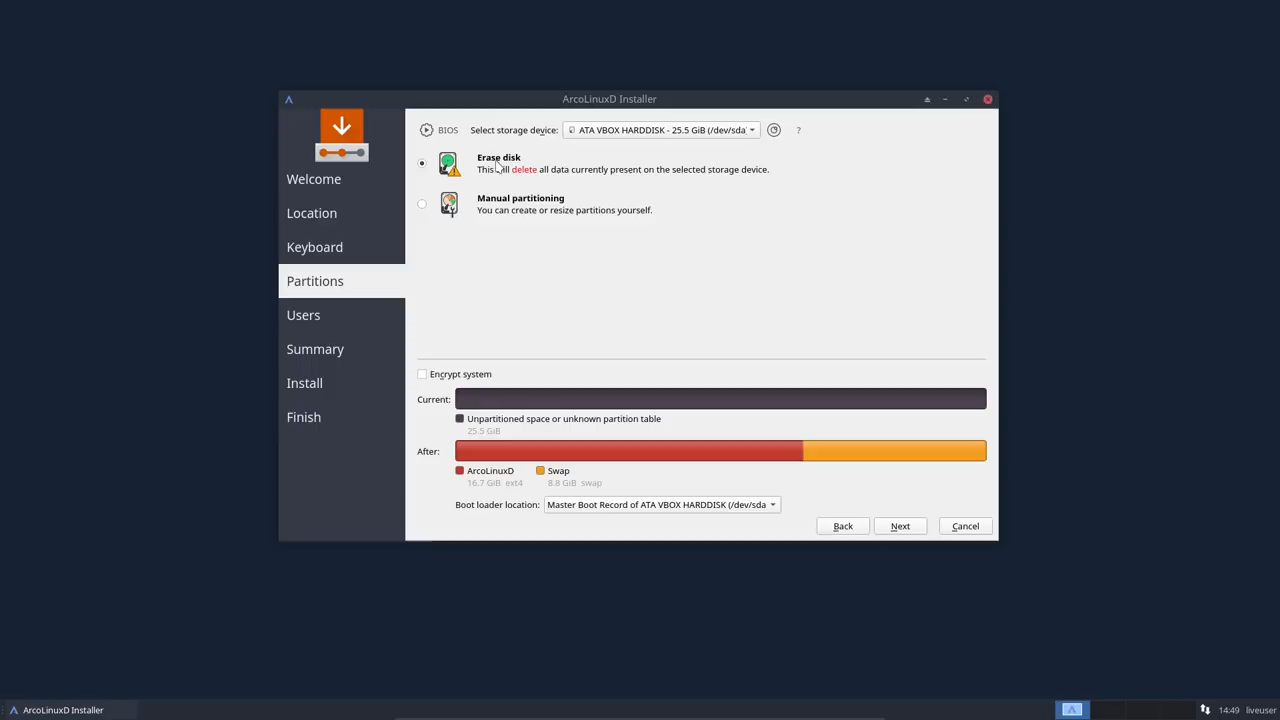 ArcoLinuxD Installer
BIOS
Select storage device:
ATA VBOX HARDDISK - 25.5 GiB (/dev/sda)
?
Erase disk
This will delete all data currently present on the selected storage device.
Manual partitioning
You can create or resize partitions yourself.
Welcome
Location
Keyboard
Partitions
Users
Summary
Install
Finish
Encrypt system
Current:
Unpartitioned space or unknown partition table
25.5 GiB
After:
ArcoLinuxD
16.7 GiB ext4
Swap
8.8 GiB swap
Boot loader location:
Master Boot Record of ATA VBOX HARDDISK (/dev/sda
Back
Next
Cancel
ArcoLinuxD Installer
14:49
liveuser